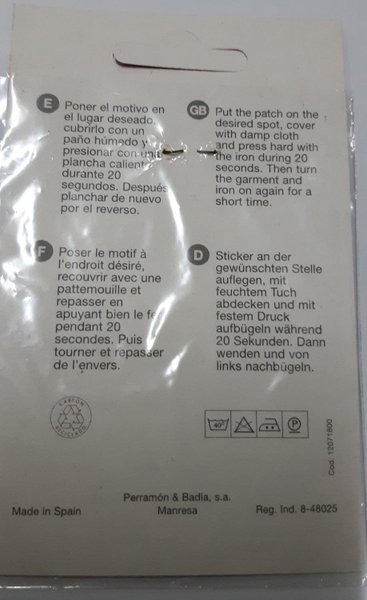 E
Poner el motivo en
el lugar deseado,
cubrirlo con un
paño húmedo y
presionar con una
plancha caliente
durante 20
segundos. Después
planchar de nuevo
por el reverso.
GB
Put the patch on the
desired spot, cover
with damp cloth
and press hard with
the iron during 20
seconds. Then turn
the garment and
iron on again for a
short time.
F
Poser le motif à
l'endroit désiré,
recouvrir avec une
pattemouille et
repasser en
apuyant bien le fer
pendant 20
secondes. Puis
tourner et repasser
de l'envers.
D
Sticker an der
gewünschten Stelle
auflegen, mit
feuchtem Tuch
abdecken und mit
festem Druck
aufbügeln während
20 Sekunden. Dann
wenden und von
links nachbügeln.
CARTON
RECICLADO
40°
P
Cod. 12071800
Perramón & Badia, s.a.
Made in Spain Manresa Reg. Ind. 8-48025